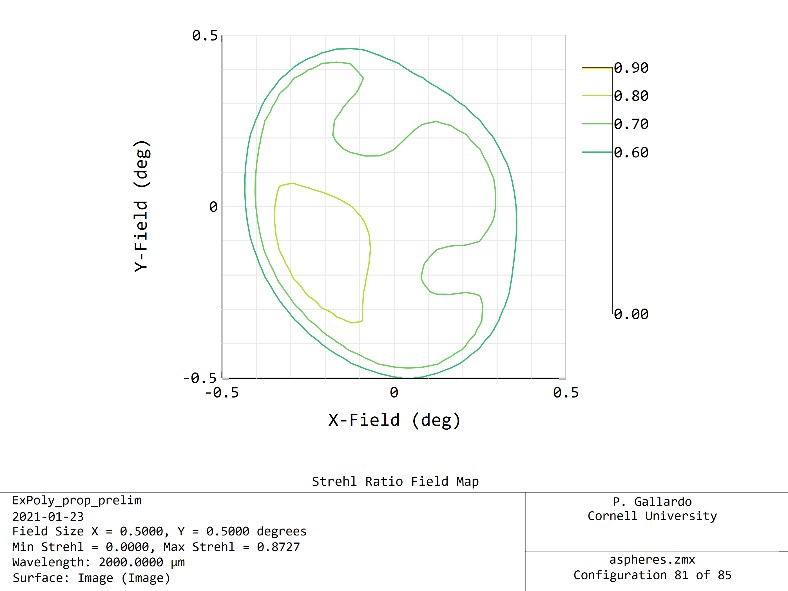 0.5
0
-0.5
-0.5
0
0.5
Y-Field (deg)
X-Field (deg)
0.90
0.80
0.70
0.60
0.00
Strehl Ratio Field Map
ExPoly_prop_prelim
2021-01-23
Field Size X = 0.5000, Y = 0.5000 degrees
Min Strehl = 0.0000, Max Strehl = 0.8727
Wavelength: 2000.0000 µm
Surface: Image (Image)
P. Gallardo
Cornell University
aspheres.zmx
Configuration 81 of 85